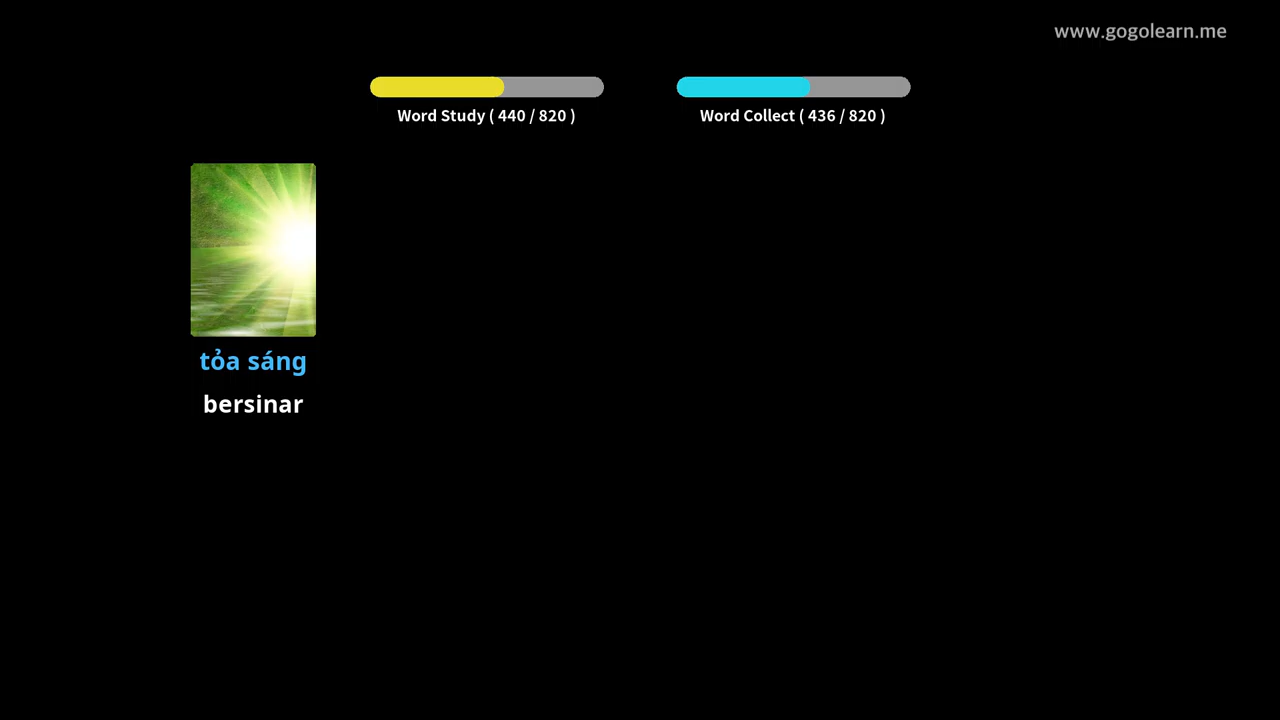 www.gogolearn.me
Word Study ( 440 / 820 )
Word Collect ( 436 / 820 )
tỏa sáng
bersinar